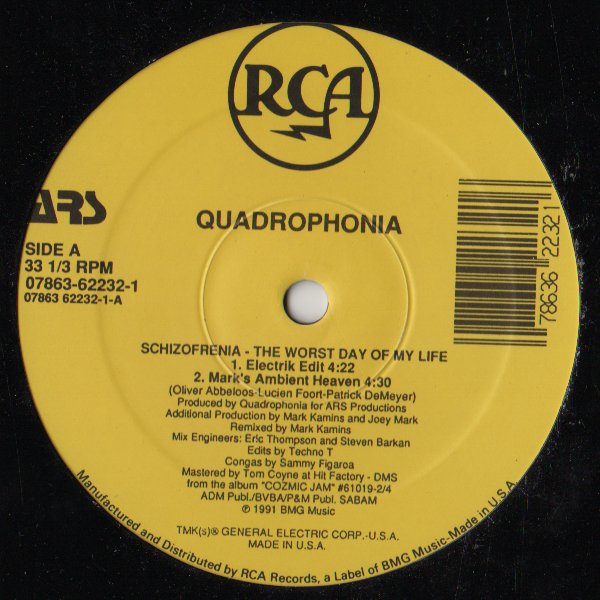 RCA
ARS
QUADROPHONIA
SIDE A
33 1/3 RPM
07863-62232-1
07863 62232-1-A
78636 22321
SCHIZOFRENIA - THE WORST DAY OF MY LIFE
1. Electrik Edit 4:22
2. Mark's Ambient Heaven 4:30
(Oliver Abbeloos-Lucien Foort-Patrick DeMeyer)
Produced by Quadrophonia for ARS Productions
Additional Production by Mark Kamins and Joey Mark
Remixed by Mark Kamins
Mix Engineers: Eric Thompson and Steven Barkan
Edits by Techno T
Congas by Sammy Figaroa
Mastered by Tom Coyne at Hit Factory - DMS
from the album "COZMIC JAM" #61019-2/4
ADM Publ./BVBA/P&M Publ. SABAM
℗ 1991 BMG Music
TMK(s)® GENERAL ELECTRIC CORP.-U.S.A.
MADE IN U.S.A.
Manufactured and Distributed by RCA Records, a Label of BMG Music-Made in U.S.A.